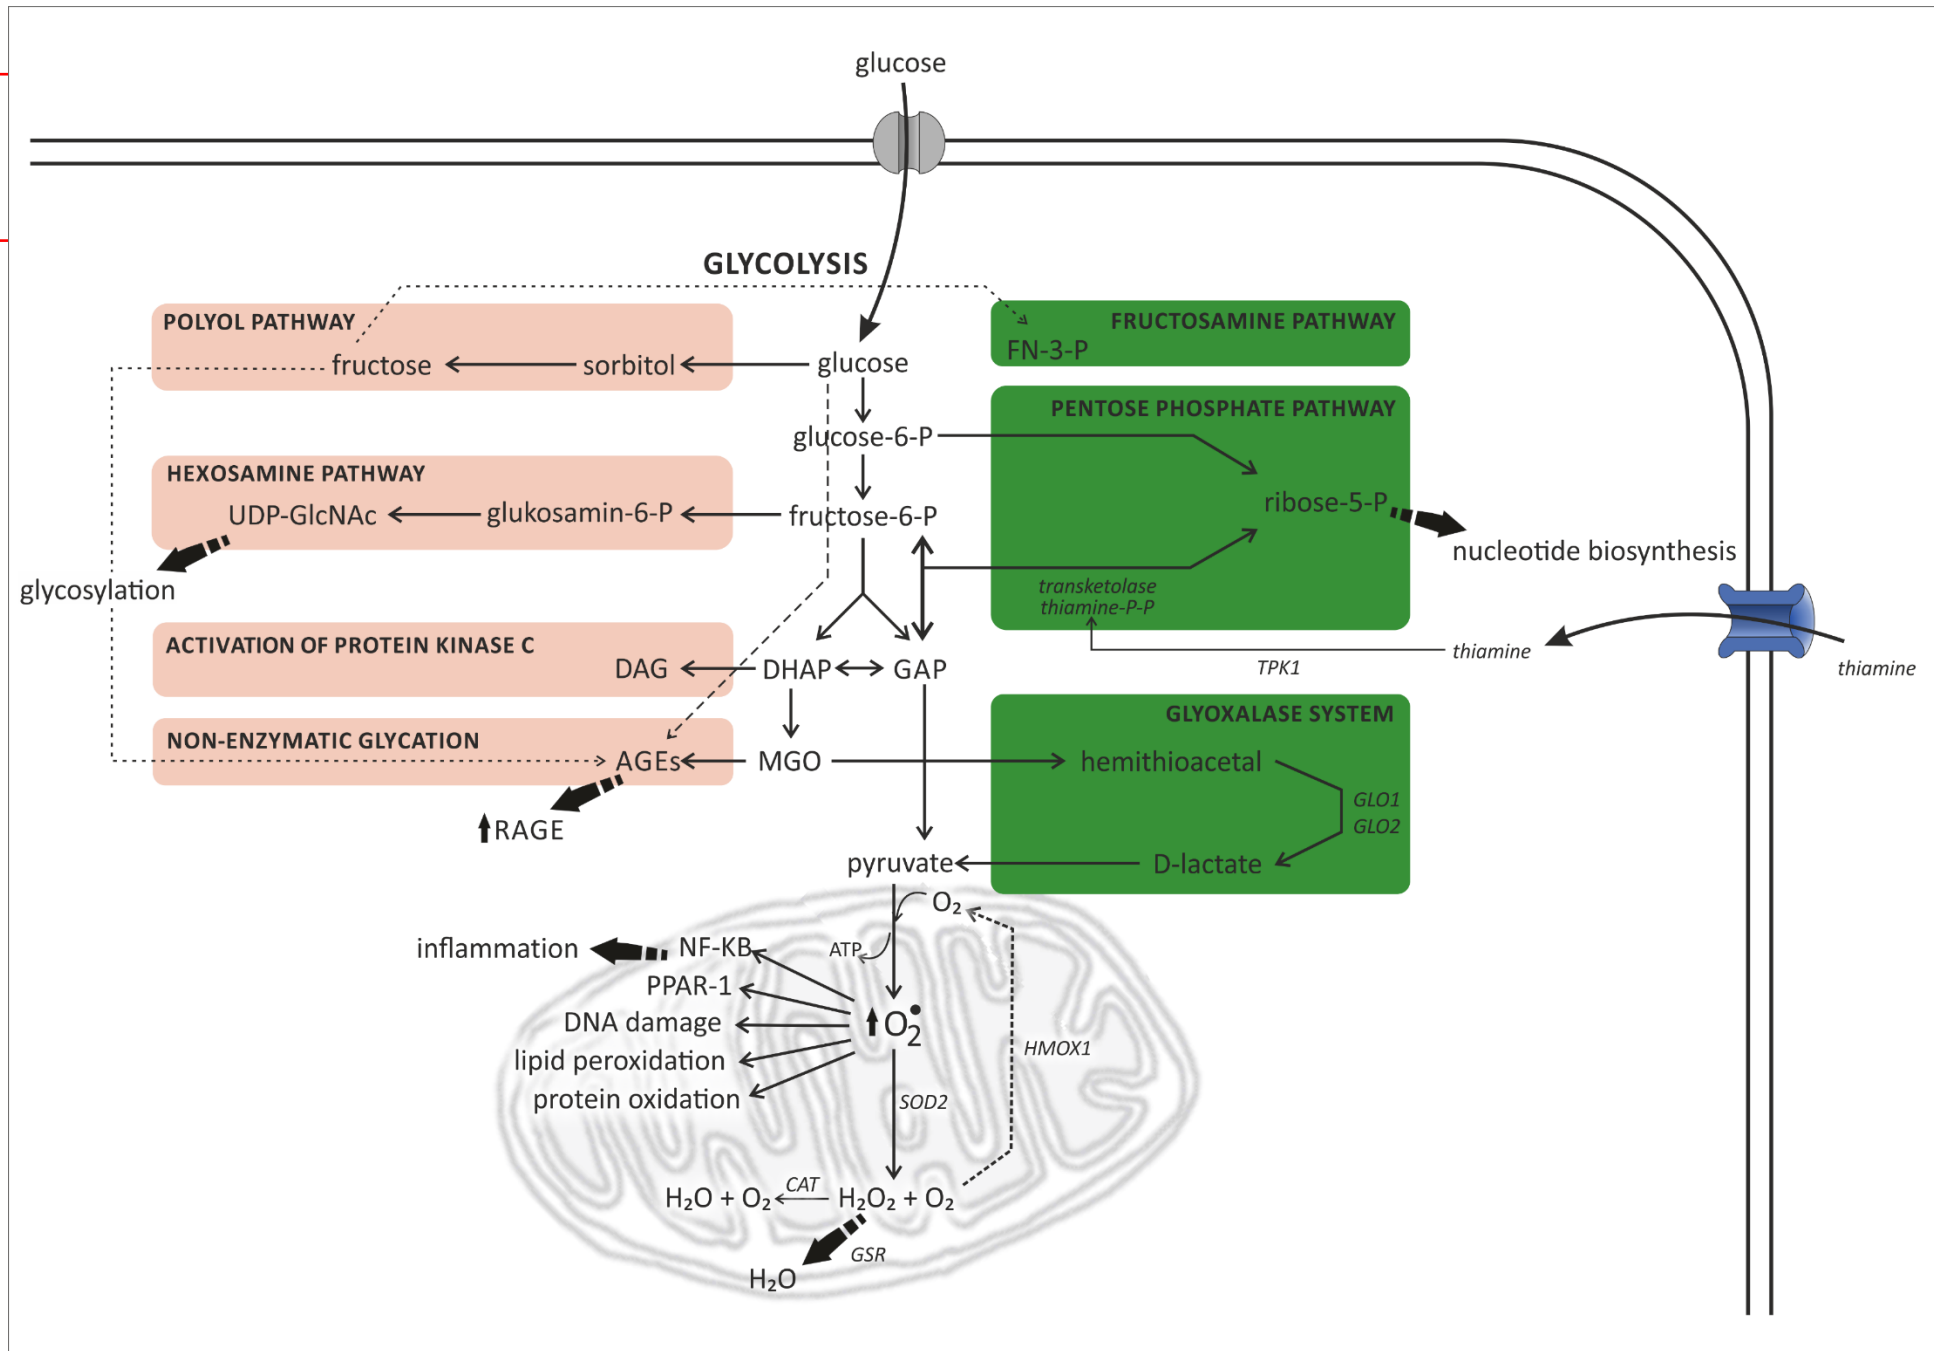 glucose
GLYCOLYSIS
POLYOL PATHWAY
fructose
sorbitol
glucose
FRUCTOSAMINE PATHWAY
FN-3-P
PENTOSE PHOSPHATE PATHWAY
glucose-6-P
HEXOSAMINE PATHWAY
UDP-GlcNAc
glukosamin-6-P
fructose-6-P
ribose-5-P
nucleotide biosynthesis
glycosylation
transketolase
thiamine-P-P
thiamine
thiamine
TPK1
ACTIVATION OF PROTEIN KINASE C
DAG
DHAP
GAP
NON-ENZYMATIC GLYCATION
AGEs
MGO
GLYOXALASE SYSTEM
hemithioacetal
GLO1
GLO2
D-lactate
RAGE
pyruvate
O₂
ATP
inflammation
NF-KB
PPAR-1
DNA damage
lipid peroxidation
protein oxidation
O₂•
HMOX1
SOD2
H₂O + O₂
CAT
H₂O₂ + O₂
GSR
H₂O